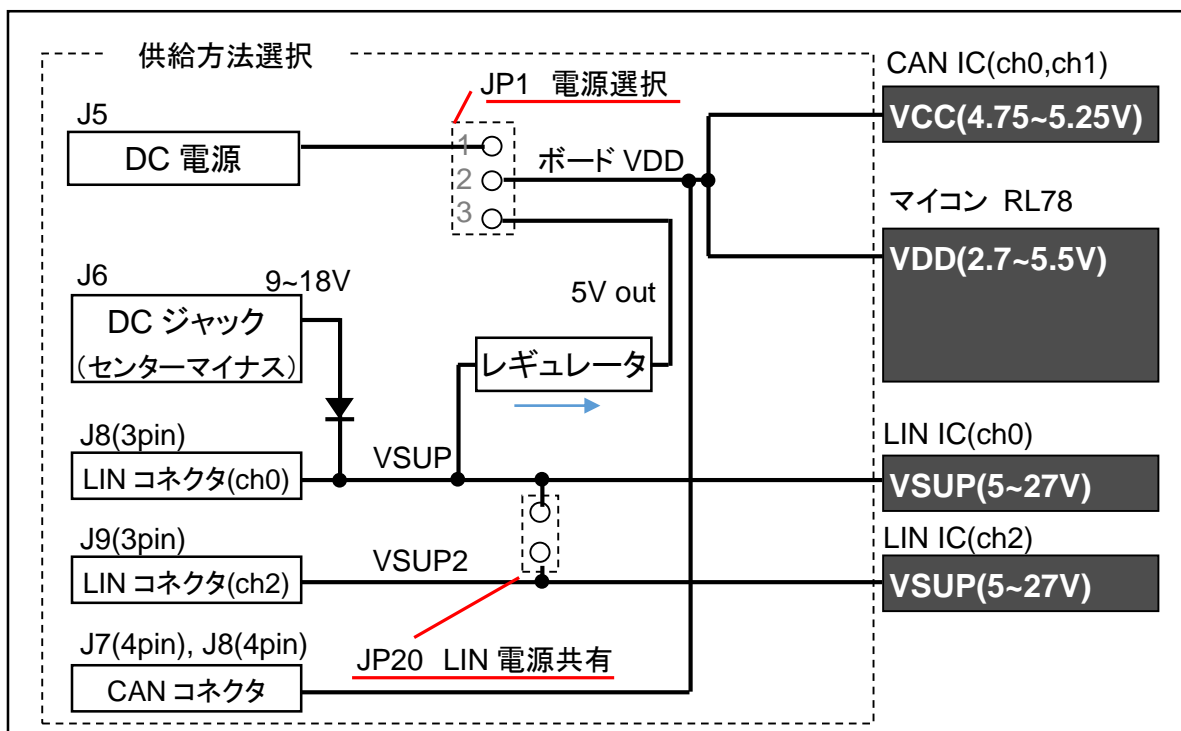 供給方法選択
JP1 電源選択
CAN IC(ch0,ch1)
VCC(4.75~5.25V)
J5
DC 電源
1
2
3
ボード VDD
マイコン RL78
VDD(2.7~5.5V)
J6
9~18V
DC ジャック
(センターマイナス)
5V out
レギュレータ
J8(3pin)
LIN コネクタ(ch0)
VSUP
LIN IC(ch0)
VSUP(5~27V)
J9(3pin)
LIN コネクタ(ch2)
VSUP2
LIN IC(ch2)
VSUP(5~27V)
J7(4pin), J8(4pin)
CAN コネクタ
JP20 LIN 電源共有